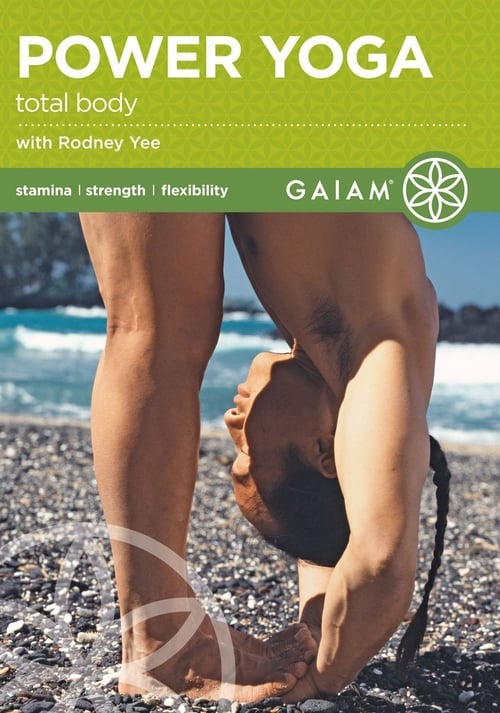 POWER YOGA
total body
with Rodney Yee
stamina | strength | flexibility
GAIAM®